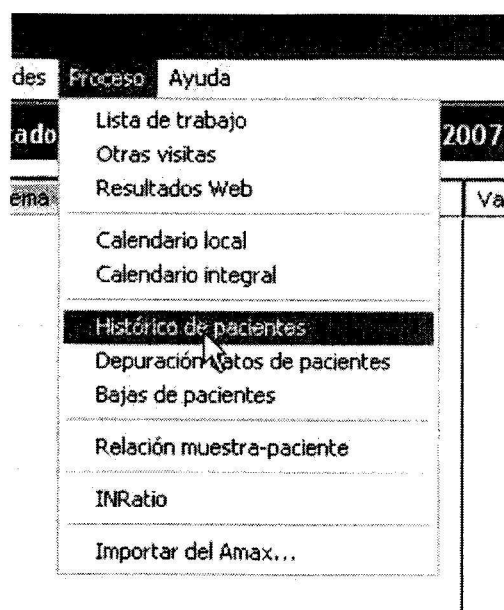 des Proceso Ayuda
Lista de trabajo
ado 2007
Otras visitas
Resultados Web
ema Va
Calendario local
Calendario integral
Histórico de pacientes
Depuración datos de pacientes
Bajas de pacientes
Relación muestra-paciente
INRatio
Importar del Amax...